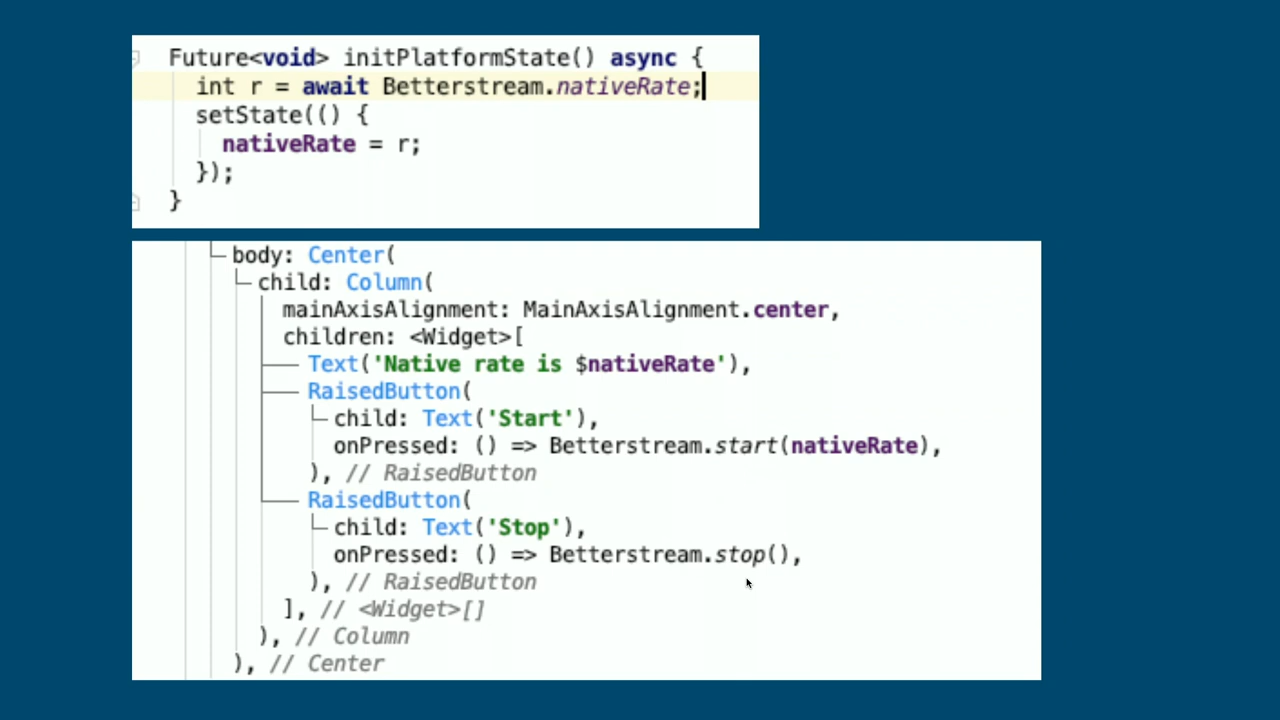 Future<void> initPlatformState() async {
int r = await Betterstream.nativeRate;
setState(() {
nativeRate = r;
});
}
body: Center(
child: Column(
mainAxisAlignment: MainAxisAlignment.center,
children: <Widget>[
Text('Native rate is $nativeRate'),
RaisedButton(
child: Text('Start'),
onPressed: () => Betterstream.start(nativeRate),
), // RaisedButton
RaisedButton(
child: Text('Stop'),
onPressed: () => Betterstream.stop(),
), // RaisedButton
], // <Widget>[]
), // Column
), // Center